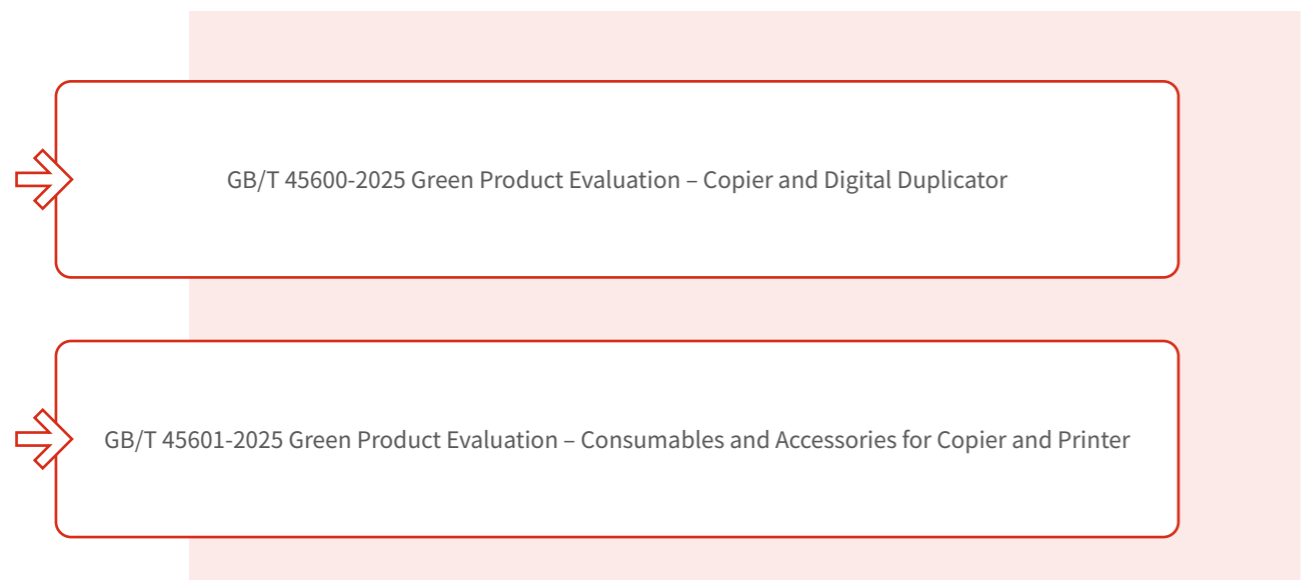 GB/T 45600-2025 Green Product Evaluation – Copier and Digital Duplicator
GB/T 45601-2025 Green Product Evaluation – Consumables and Accessories for Copier and Printer